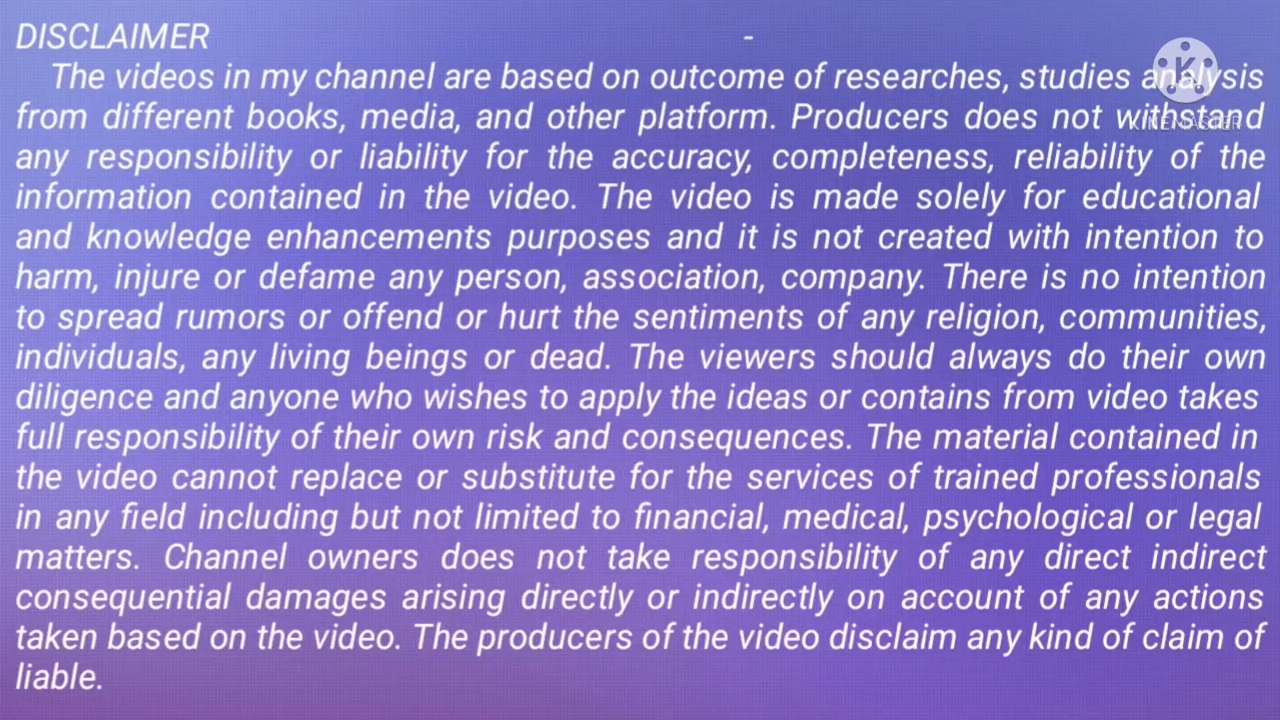 DISCLAIMER -
The videos in my channel are based on outcome of researches, studies analysis
from different books, media, and other platform. Producers does not withstand
any responsibility or liability for the accuracy, completeness, reliability of the
information contained in the video. The video is made solely for educational
and knowledge enhancements purposes and it is not created with intention to
harm, injure or defame any person, association, company. There is no intention
to spread rumors or offend or hurt the sentiments of any religion, communities,
individuals, any living beings or dead. The viewers should always do their own
diligence and anyone who wishes to apply the ideas or contains from video takes
full responsibility of their own risk and consequences. The material contained in
the video cannot replace or substitute for the services of trained professionals
in any field including but not limited to financial, medical, psychological or legal
matters. Channel owners does not take responsibility of any direct indirect
consequential damages arising directly or indirectly on account of any actions
taken based on the video. The producers of the video disclaim any kind of claim of
liable.
K
KINEMASTER